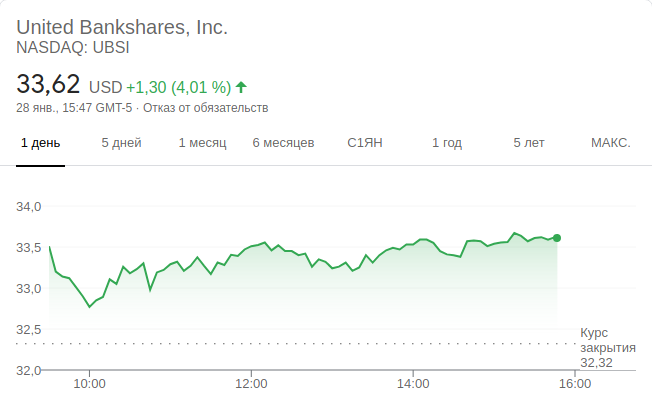 United Bankshares, Inc.
NASDAQ: UBSI
33,62 USD +1,30 (4,01 %)
28 янв., 15:47 GMT-5 · Отказ от обязательств
1 день 5 дней 1 месяц 6 месяцев С1ЯН 1 год 5 лет МАКС.
34,0
33,5
33,0
32,5
32,0
Курс
закрытия
32,32
10:00 12:00 14:00 16:00